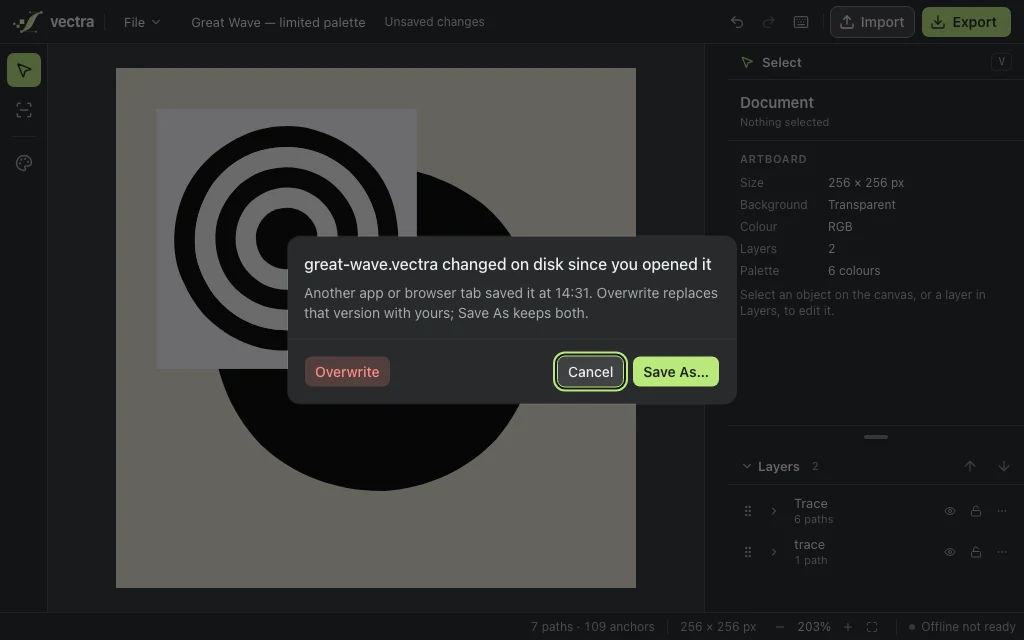 vectra
File
Great Wave — limited palette
Unsaved changes
Import
Export
Select
V
Document
Nothing selected
ARTBOARD
Size
256 × 256 px
Background
Transparent
Colour
RGB
Layers
2
Palette
6 colours
Select an object on the canvas, or a layer in
Layers, to edit it.
great-wave.vectra changed on disk since you opened it
Another app or browser tab saved it at 14:31. Overwrite replaces
that version with yours; Save As keeps both.
Overwrite
Cancel
Save As...
Layers 2
Trace
6 paths
trace
1 path
7 paths · 109 anchors
256 × 256 px
203%
Offline not ready